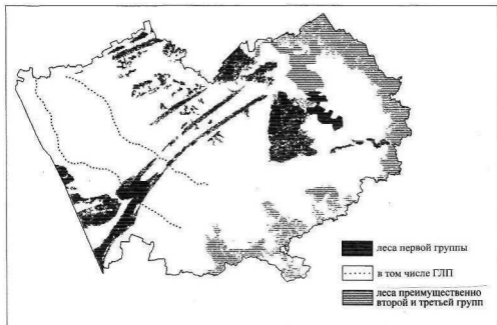 леса первой группы
в том числе ГЛП
леса преимущественно
второй и третьей групп